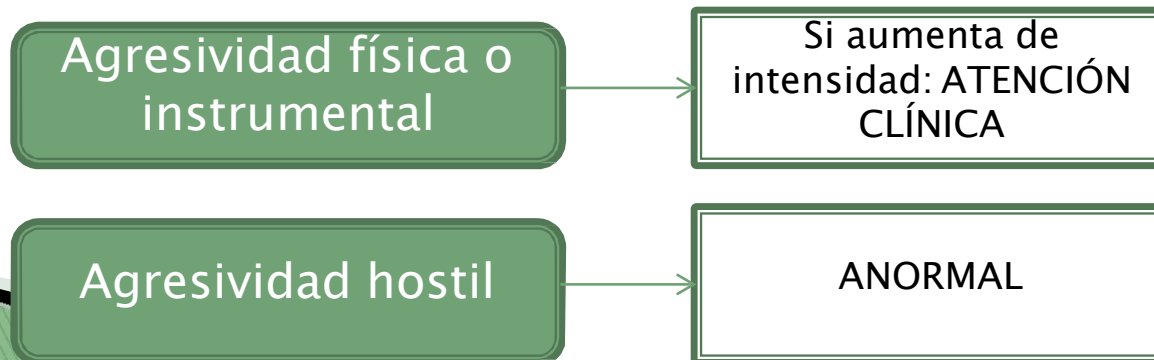 Agresividad física o
instrumental
Si aumenta de
intensidad: ATENCIÓN
CLÍNICA
Agresividad hostil
ANORMAL